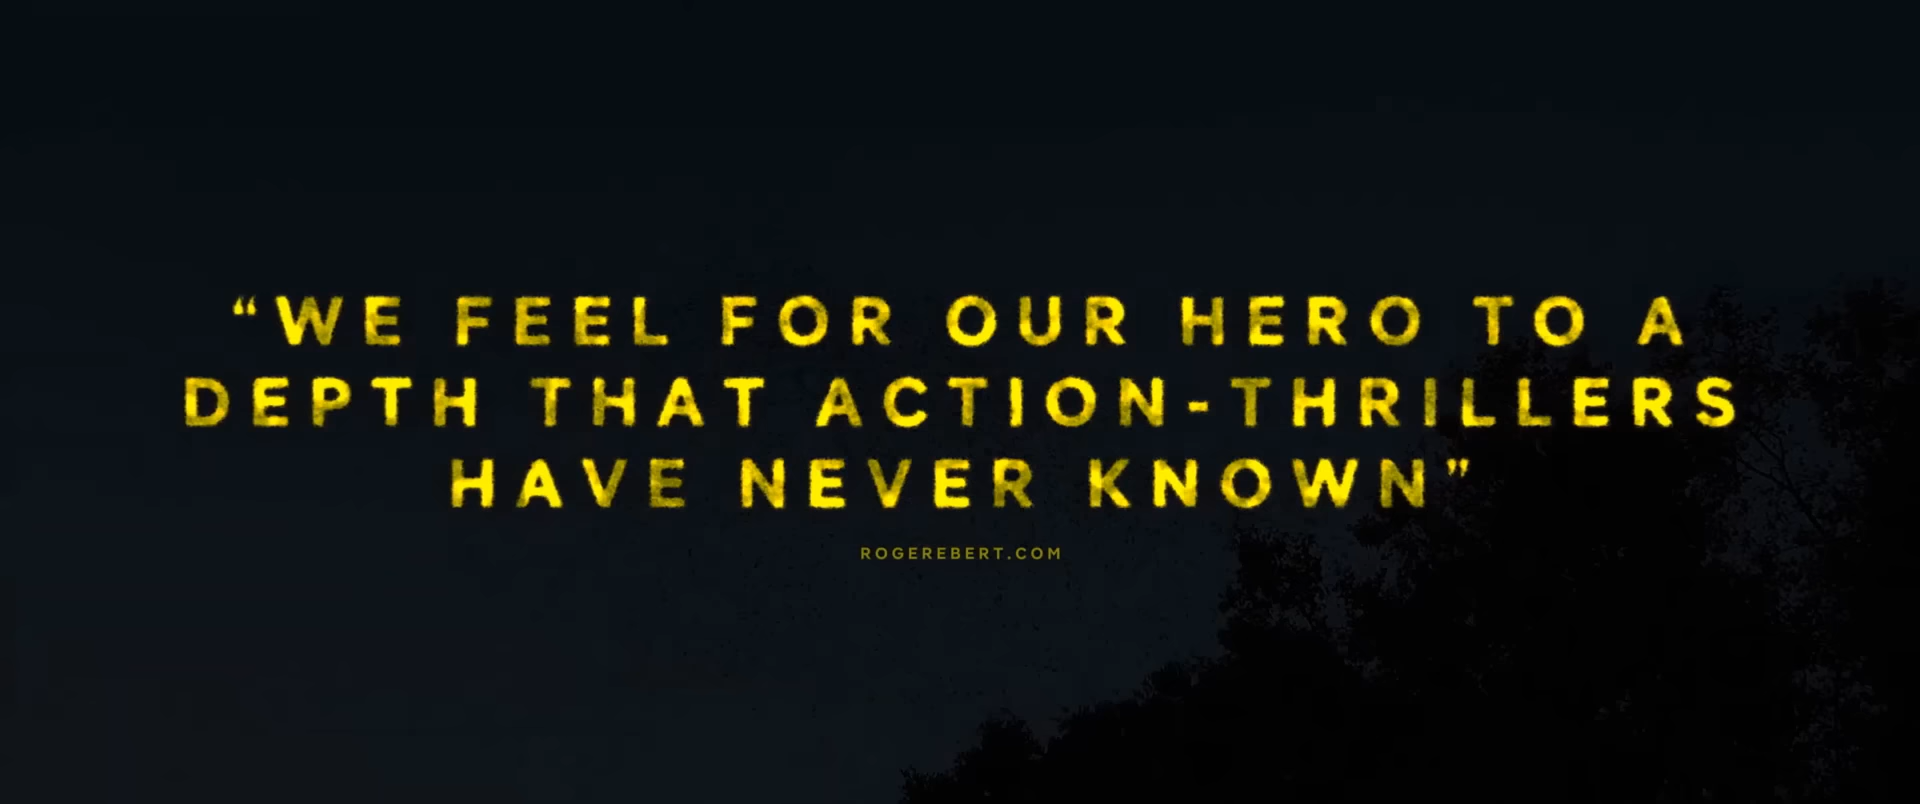 “WE FEEL FOR OUR HERO TO A
DEPTH THAT ACTION-THRILLERS
HAVE NEVER KNOWN”
ROGEREBERT.COM